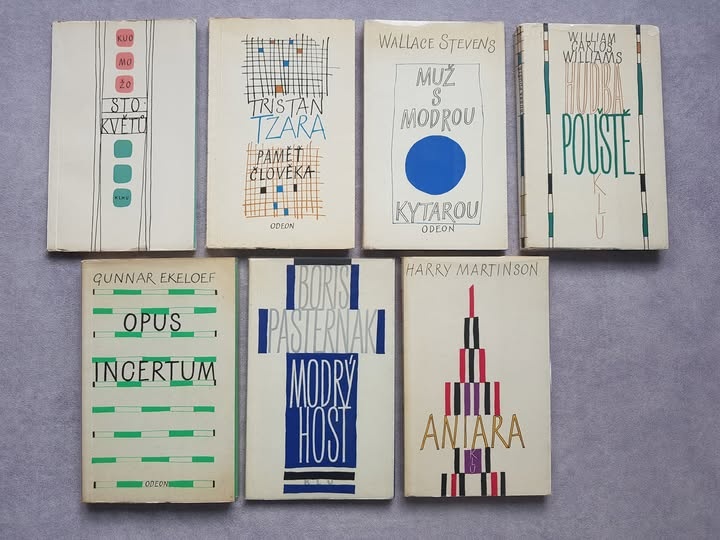 KUO
MO
ŽO
STO
KVĚTŮ
KLHU
TRISTAN
TZARA
PAMĚŤ
ČLOVĚKA
ODEON
WALLACE STEVENS
MUŽ
S
MODROU
KYTAROU
ODEON
WILLIAM
CARLOS
WILLIAMS
HUDBA
POUŠTĚ
KLU
GUNNAR EKELOEF
OPUS
INCERTUM
ODEON
BORIS
PASTERNAK
MODRÝ
HOST
KLU
HARRY MARTINSON
ANIARA
KLU